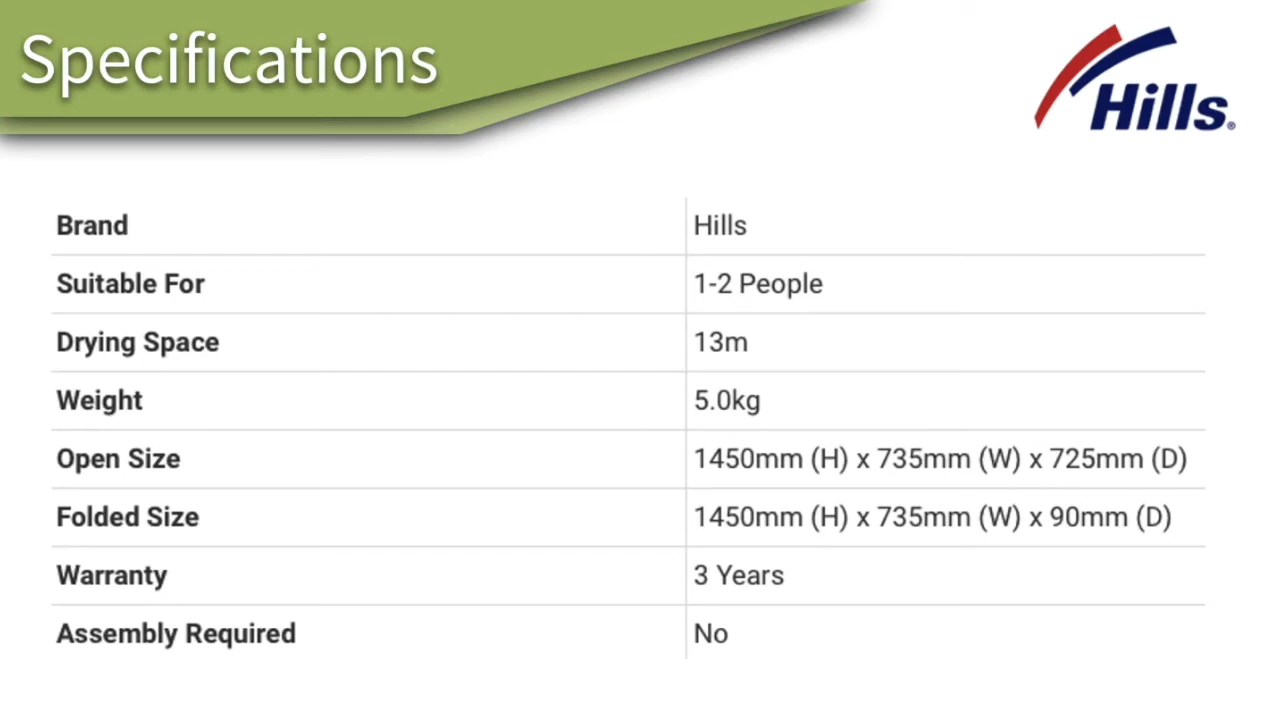 Specifications
Hills®
Brand Hills
Suitable For 1-2 People
Drying Space 13m
Weight 5.0kg
Open Size 1450mm (H) x 735mm (W) x 725mm (D)
Folded Size 1450mm (H) x 735mm (W) x 90mm (D)
Warranty 3 Years
Assembly Required No